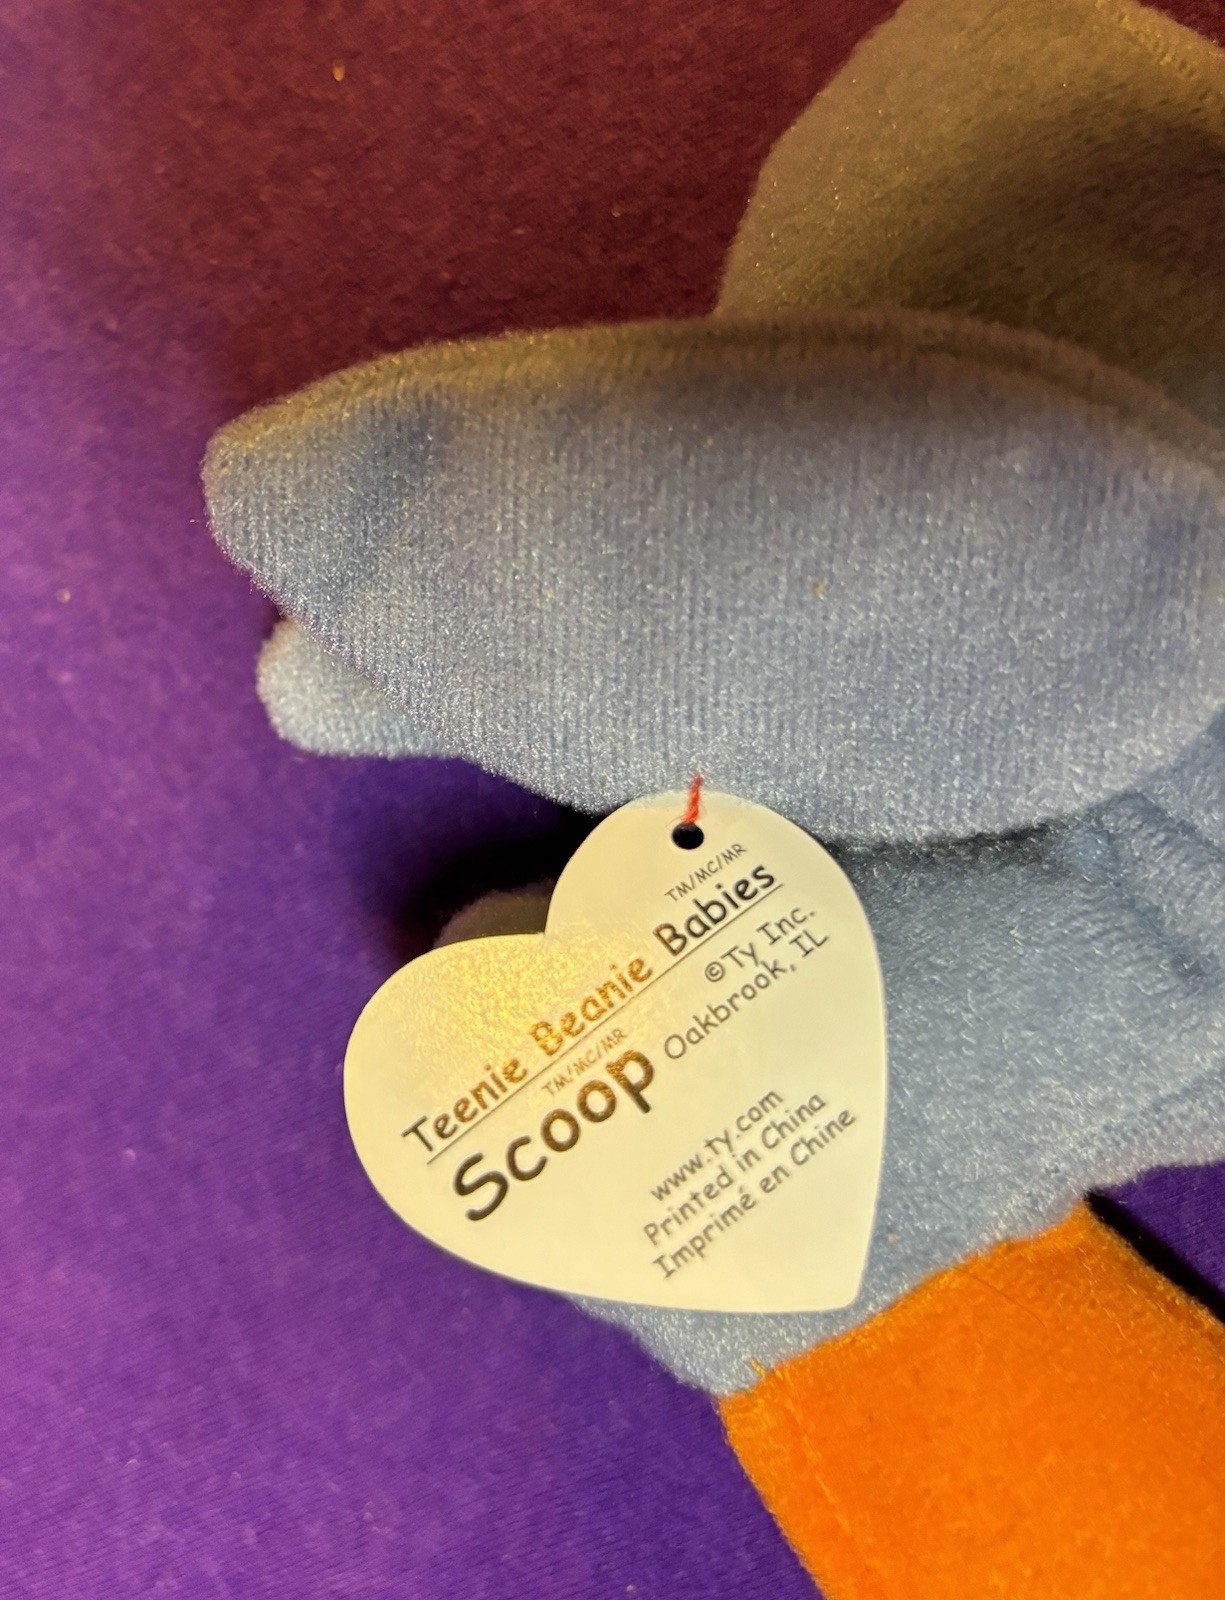 TM/MC/MR
Teenie Beanie Babies
©Ty Inc.
Oakbrook, IL
TM/MC/MR
Scoop
www.ty.com
Printed in China
Imprimé en Chine